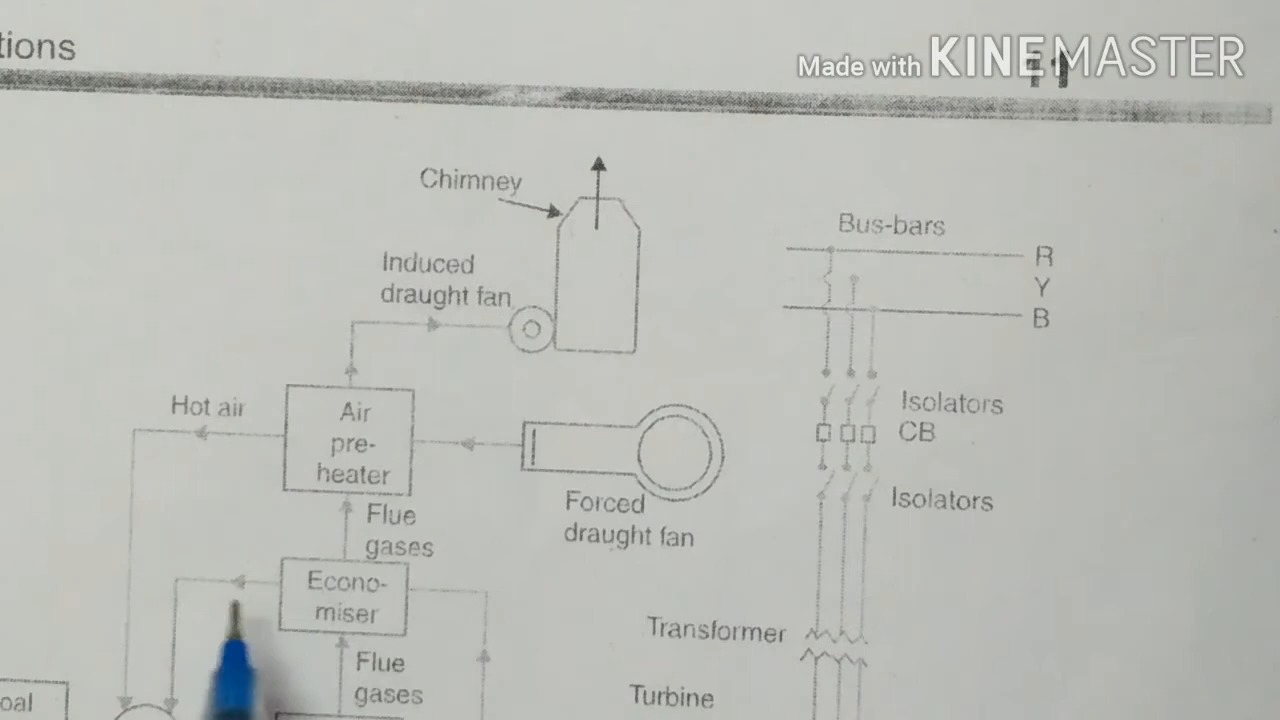 tions
Made with KINEMASTER
11
Chimney
Bus-bars
R
Y
B
Induced
draught fan
Hot air
Air
pre-
heater
Isolators
CB
Forced
draught fan
Isolators
Flue
gases
Econo-
miser
Transformer
Flue
gases
Turbine
oal